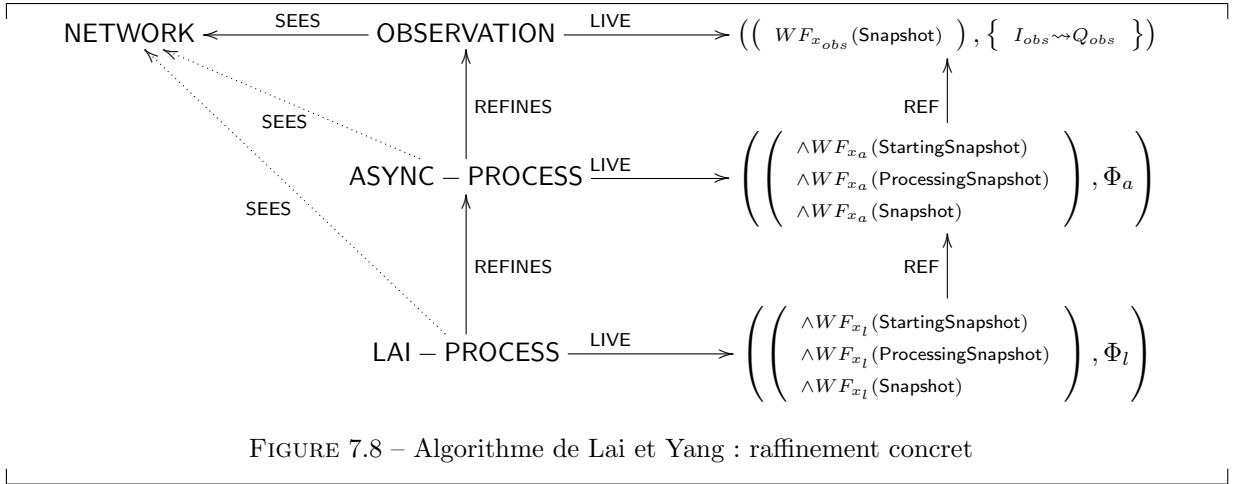 NETWORK SEES OBSERVATION LIVE (( WF_{x_{obs}}(Snapshot) ) , { I_{obs} ⇝ Q_{obs} })
SEES REFINES REF
ASYNC – PROCESS LIVE
∧WF_{x_a}(StartingSnapshot)
∧WF_{x_a}(ProcessingSnapshot) , Φ_a
∧WF_{x_a}(Snapshot)
SEES REFINES REF
LAI – PROCESS LIVE
∧WF_{x_l}(StartingSnapshot)
∧WF_{x_l}(ProcessingSnapshot) , Φ_l
∧WF_{x_l}(Snapshot)
FIGURE 7.8 – Algorithme de Lai et Yang : raffinement concret